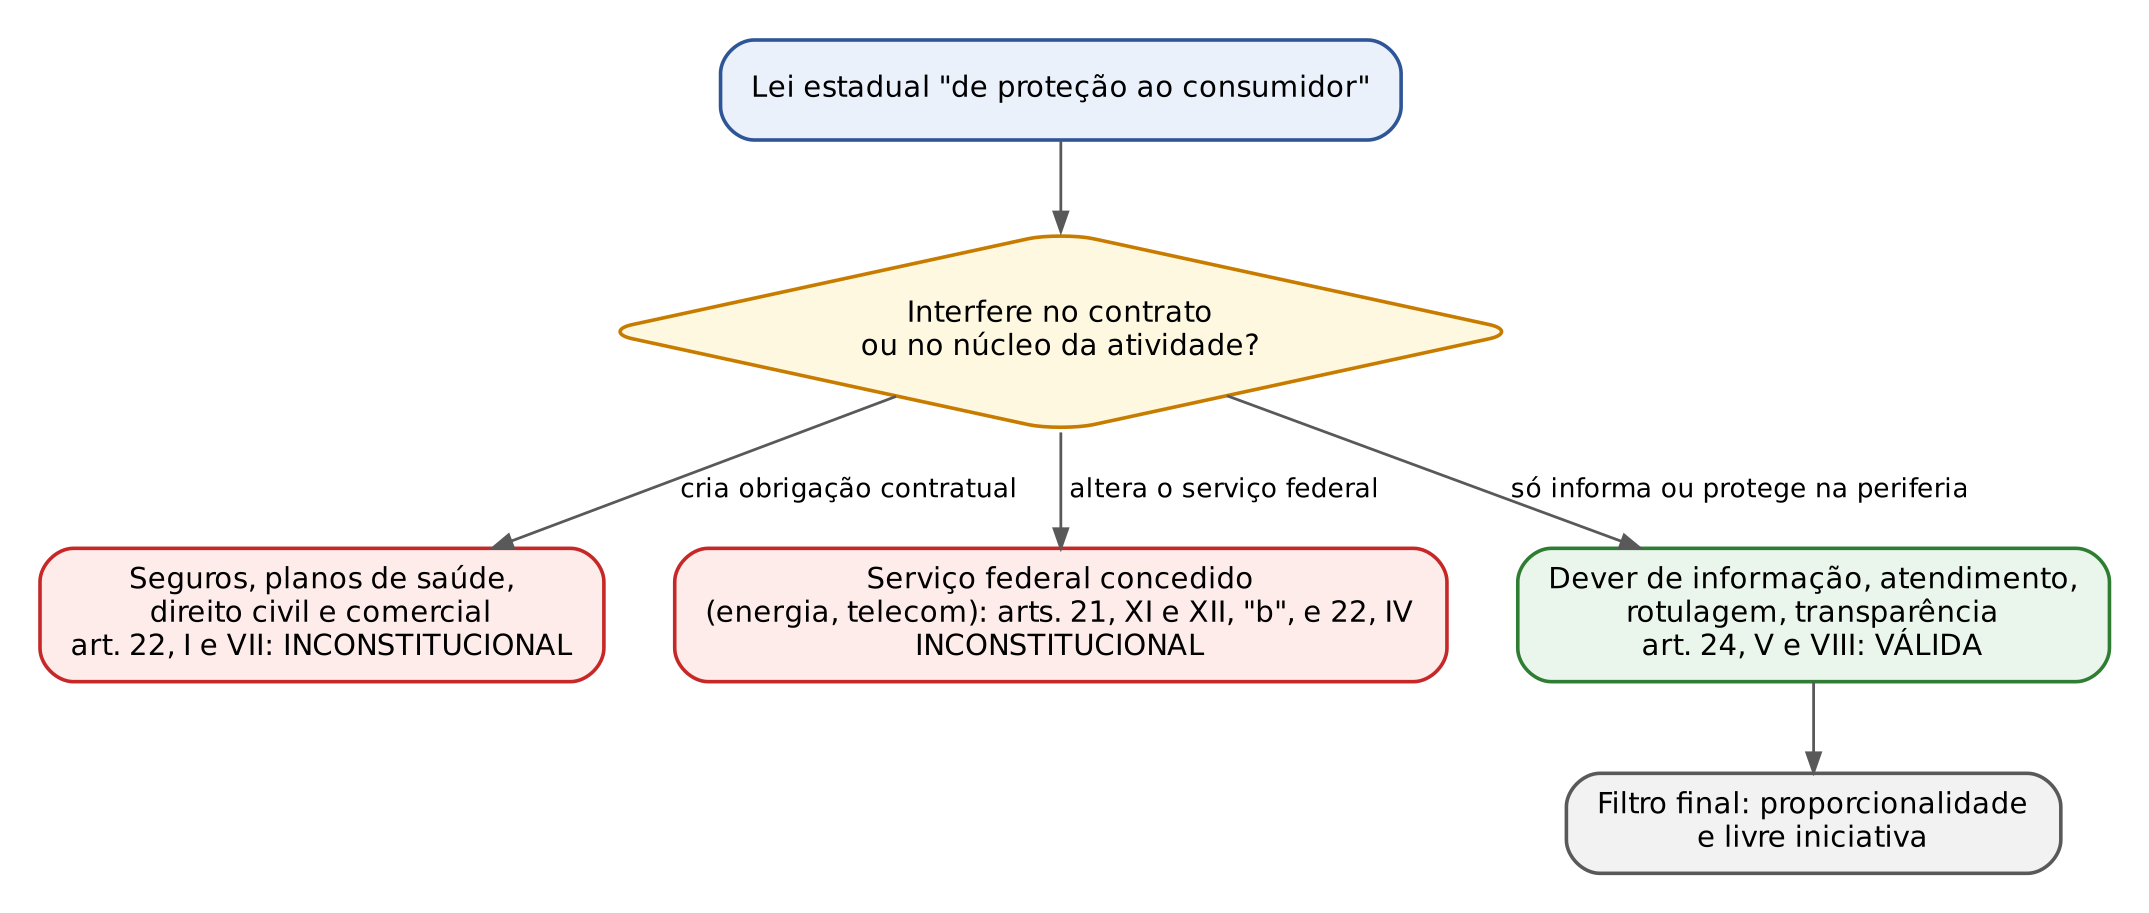 Lei estadual "de proteção ao consumidor"
Interfere no contrato
ou no núcleo da atividade?
cria obrigação contratual
altera o serviço federal
só informa ou protege na periferia
Seguros, planos de saúde,
direito civil e comercial
art. 22, I e VII: INCONSTITUCIONAL
Serviço federal concedido
(energia, telecom): arts. 21, XI e XII, "b", e 22, IV
INCONSTITUCIONAL
Dever de informação, atendimento,
rotulagem, transparência
art. 24, V e VIII: VÁLIDA
Filtro final: proporcionalidade
e livre iniciativa